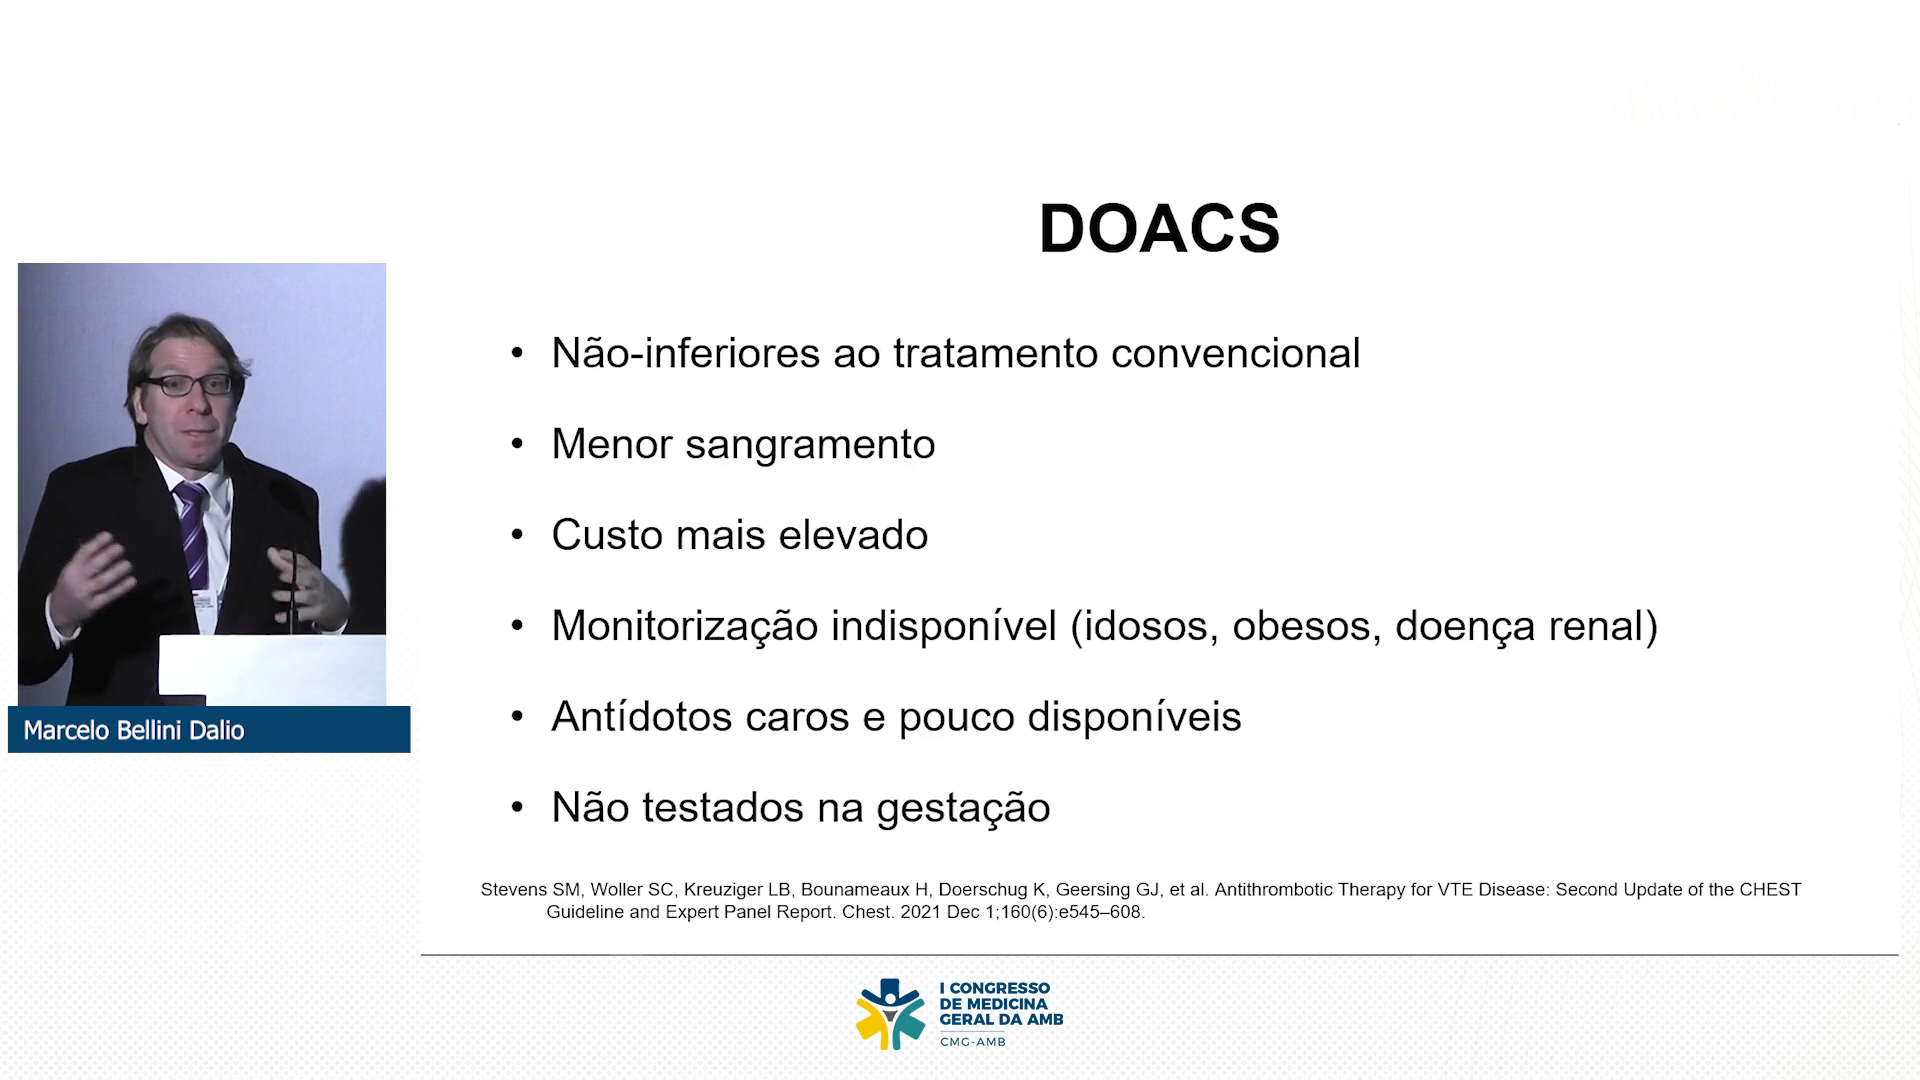 DOACS
• Não-inferiores ao tratamento convencional
• Menor sangramento
• Custo mais elevado
• Monitorização indisponível (idosos, obesos, doença renal)
• Antídotos caros e pouco disponíveis
• Não testados na gestação
Stevens SM, Woller SC, Kreuziger LB, Bounameaux H, Doerschug K, Geersing GJ, et al. Antithrombotic Therapy for VTE Disease: Second Update of the CHEST
Guideline and Expert Panel Report. Chest. 2021 Dec 1;160(6):e545–608.
Marcelo Bellini Dalio
I CONGRESSO
DE MEDICINA
GERAL DA AMB
CMG-AMB